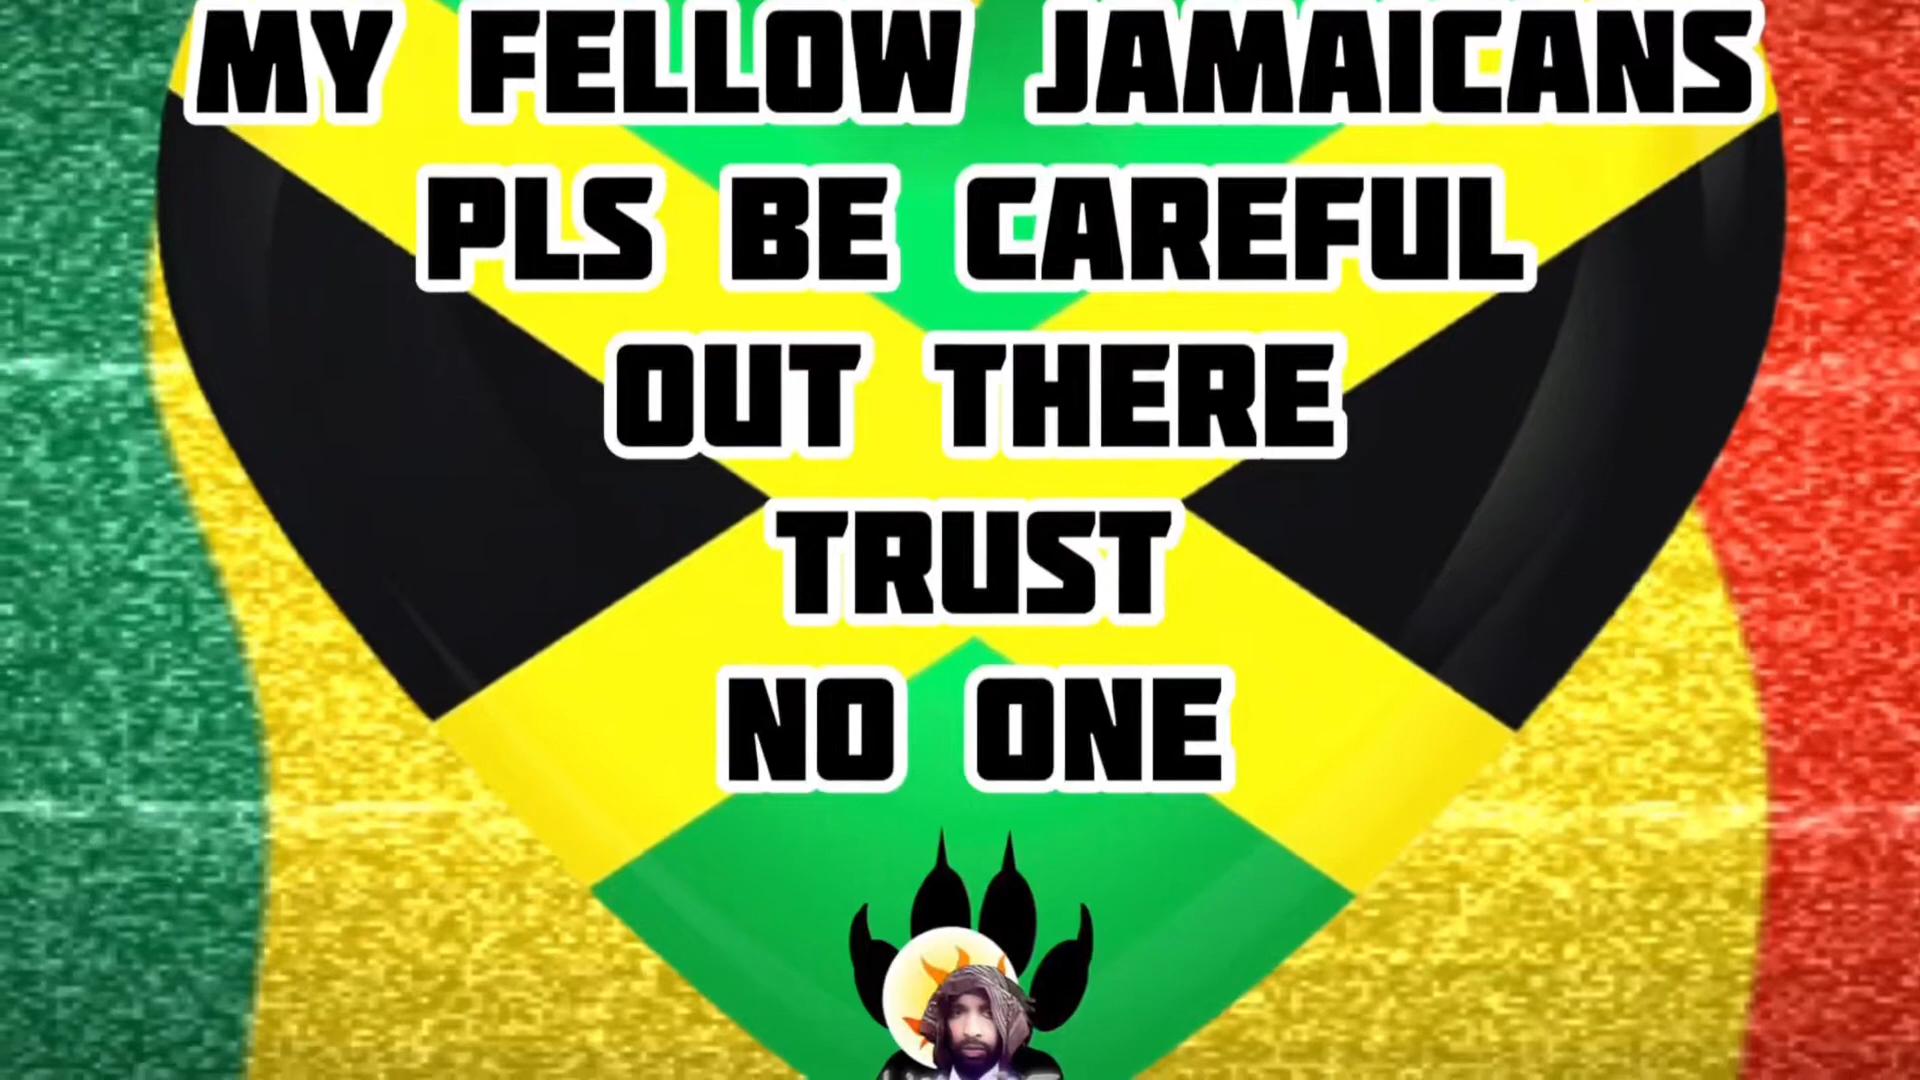 MY FELLOW JAMAICANS
PLS BE CAREFUL
OUT THERE
TRUST
NO ONE